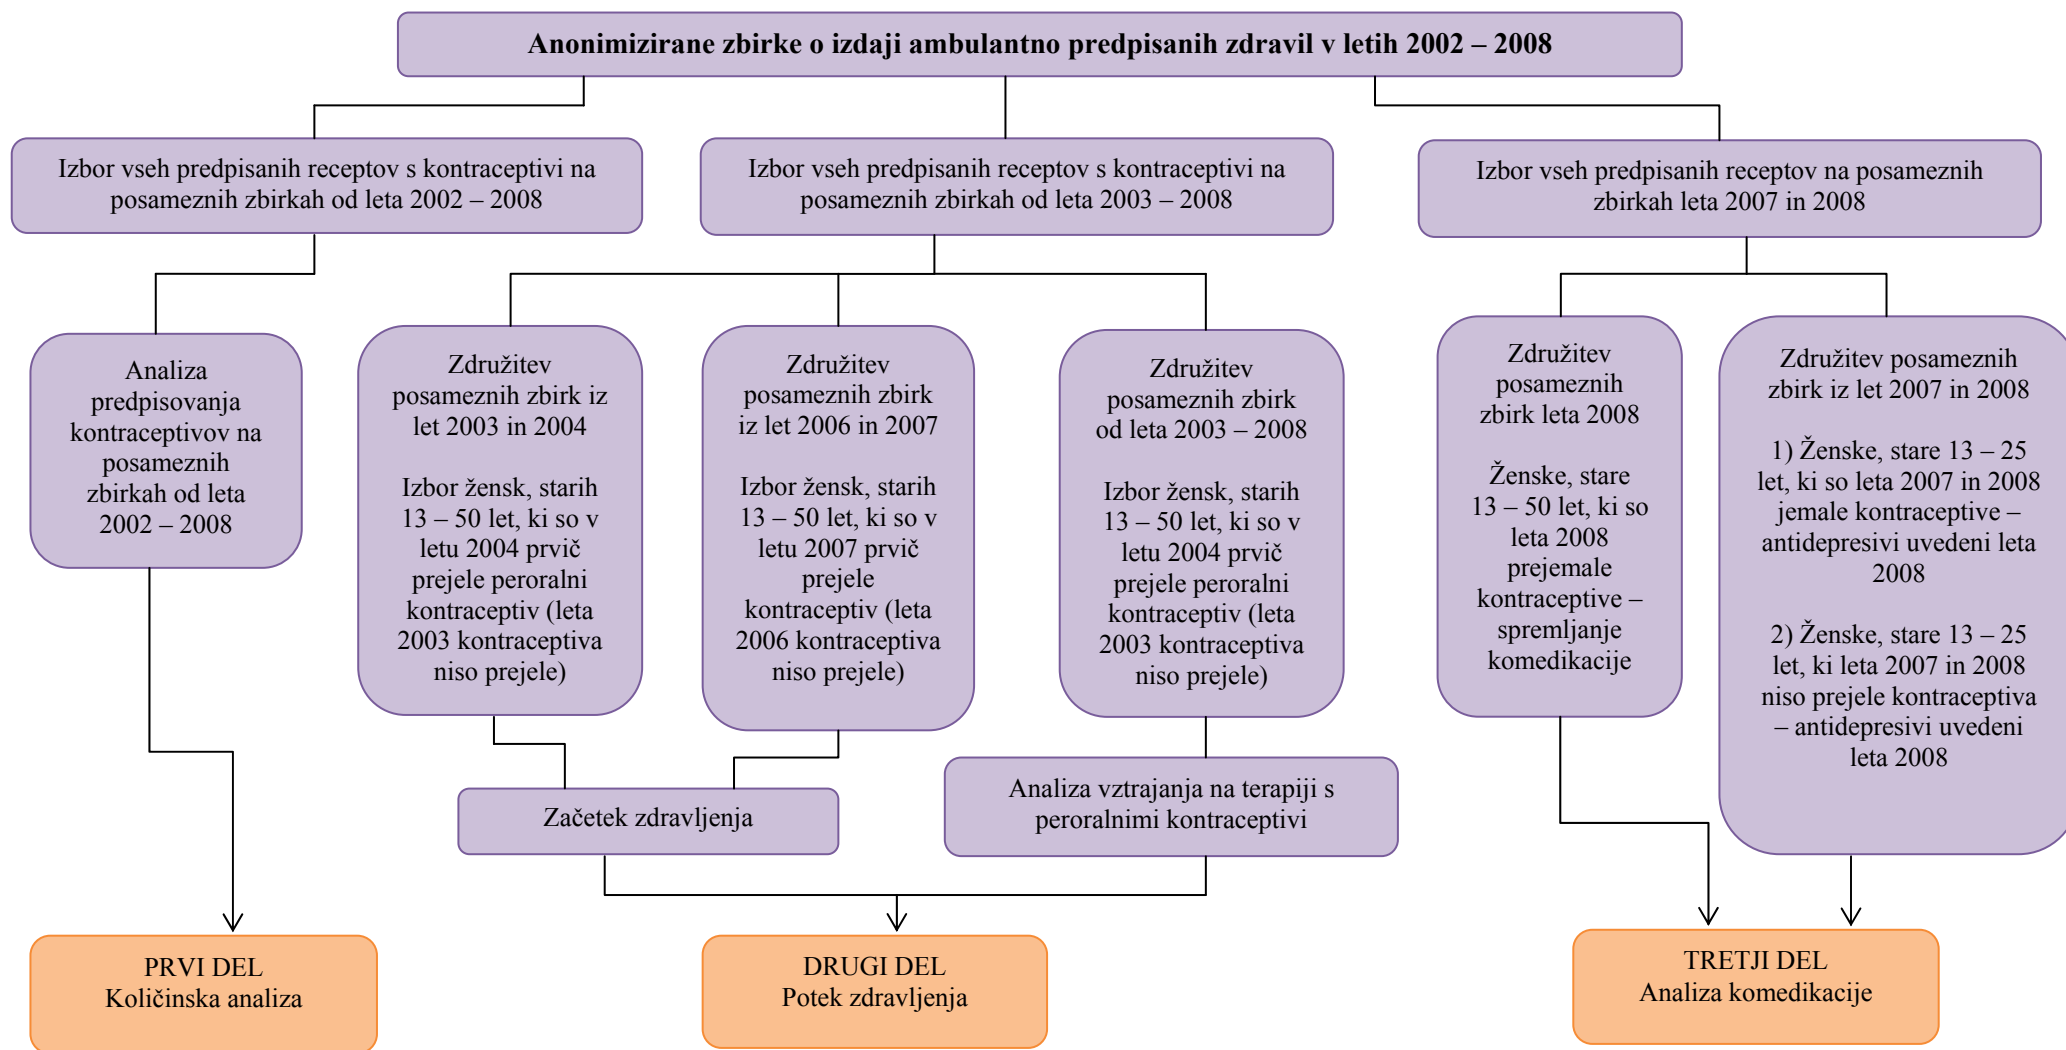 Anonimizirane zbirke o izdaji ambulantno predpisanih zdravil v letih 2002 – 2008
Izbor vseh predpisanih receptov s kontraceptivi na
posameznih zbirkah od leta 2002 – 2008
Izbor vseh predpisanih receptov s kontraceptivi na
posameznih zbirkah od leta 2003 – 2008
Izbor vseh predpisanih receptov na posameznih
zbirkah leta 2007 in 2008
Analiza
predpisovanja
kontraceptivov na
posameznih
zbirkah od leta
2002 – 2008
Združitev
posameznih zbirk iz
let 2003 in 2004
Izbor žensk, starih
13 – 50 let, ki so v
letu 2004 prvič
prejele peroralni
kontraceptiv (leta
2003 kontraceptiva
niso prejele)
Združitev
posameznih zbirk
iz let 2006 in 2007
Izbor žensk, starih
13 – 50 let, ki so v
letu 2007 prvič
prejele
kontraceptiv (leta
2006 kontraceptiva
niso prejele)
Združitev
posameznih zbirk
od leta 2003 – 2008
Izbor žensk, starih
13 – 50 let, ki so v
letu 2004 prvič
prejele peroralni
kontraceptiv (leta
2003 kontraceptiva
niso prejele)
Združitev
posameznih
zbirk leta 2008
Ženske, stare
13 – 50 let, ki so
leta 2008
prejemale
kontraceptive –
spremljanje
komedikacije
Združitev posameznih
zbirk iz let 2007 in 2008
1) Ženske, stare 13 – 25
let, ki so leta 2007 in 2008
jemale kontraceptive –
antidepresivi uvedeni leta
2008
2) Ženske, stare 13 – 25
let, ki leta 2007 in 2008
niso prejele kontraceptiva
– antidepresivi uvedeni
leta 2008
Začetek zdravljenja
Analiza vztrajanja na terapiji s
peroralnimi kontraceptivi
PRVI DEL
Količinska analiza
DRUGI DEL
Potek zdravljenja
TRETJI DEL
Analiza komedikacije